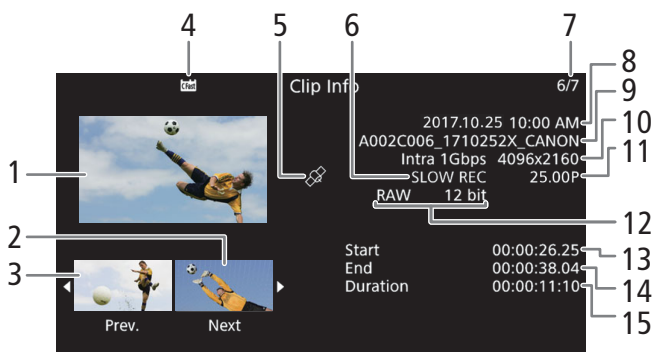 4 5 6 7
8
CFast Clip Info 6/7
9
2017.10.25 10:00 AM
A002C006_1710252X_CANON
10
Intra 1Gbps 4096x2160
11
1
SLOW REC 25.00P
RAW 12 bit
12
2
Start 00:00:26.25
13
3
End 00:00:38.04
14
Duration 00:00:11:10
15
Prev. Next